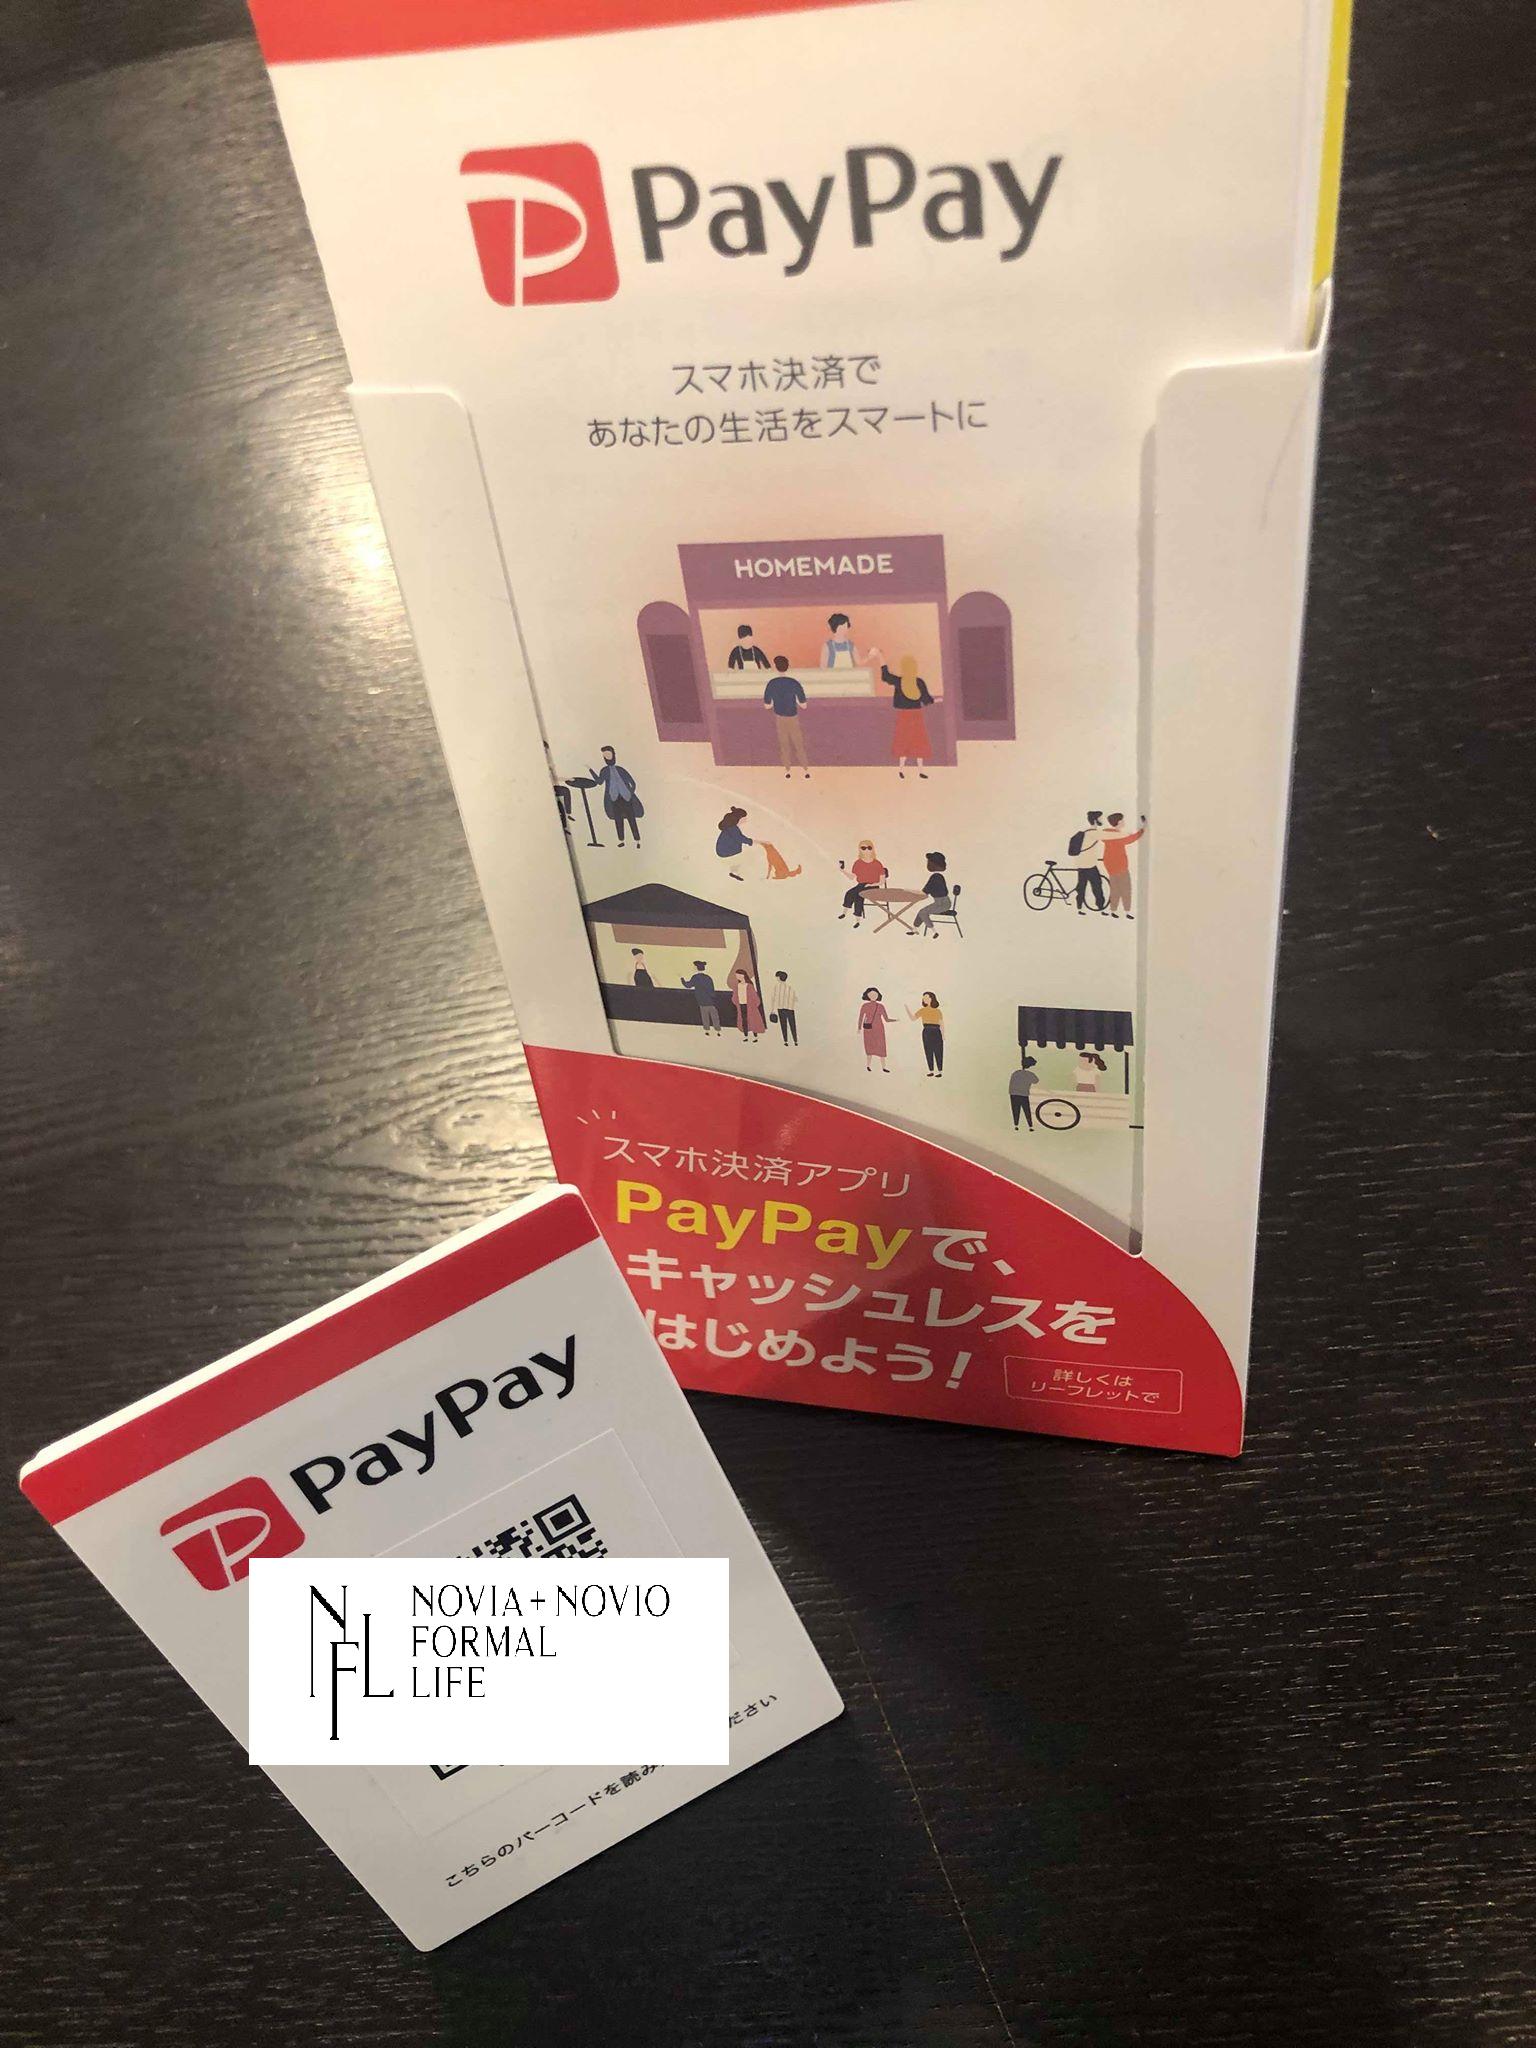 PayPay
スマホ決済で
あなたの生活をスマートに
HOMEMADE
スマホ決済アプリ
PayPayで、
キャッシュレスを
はじめよう!
詳しくは
リーフレットで
PayPay
NFL
NOVIA+NOVIO
FORMAL
LIFE
こちらのバーコードを読み ださい